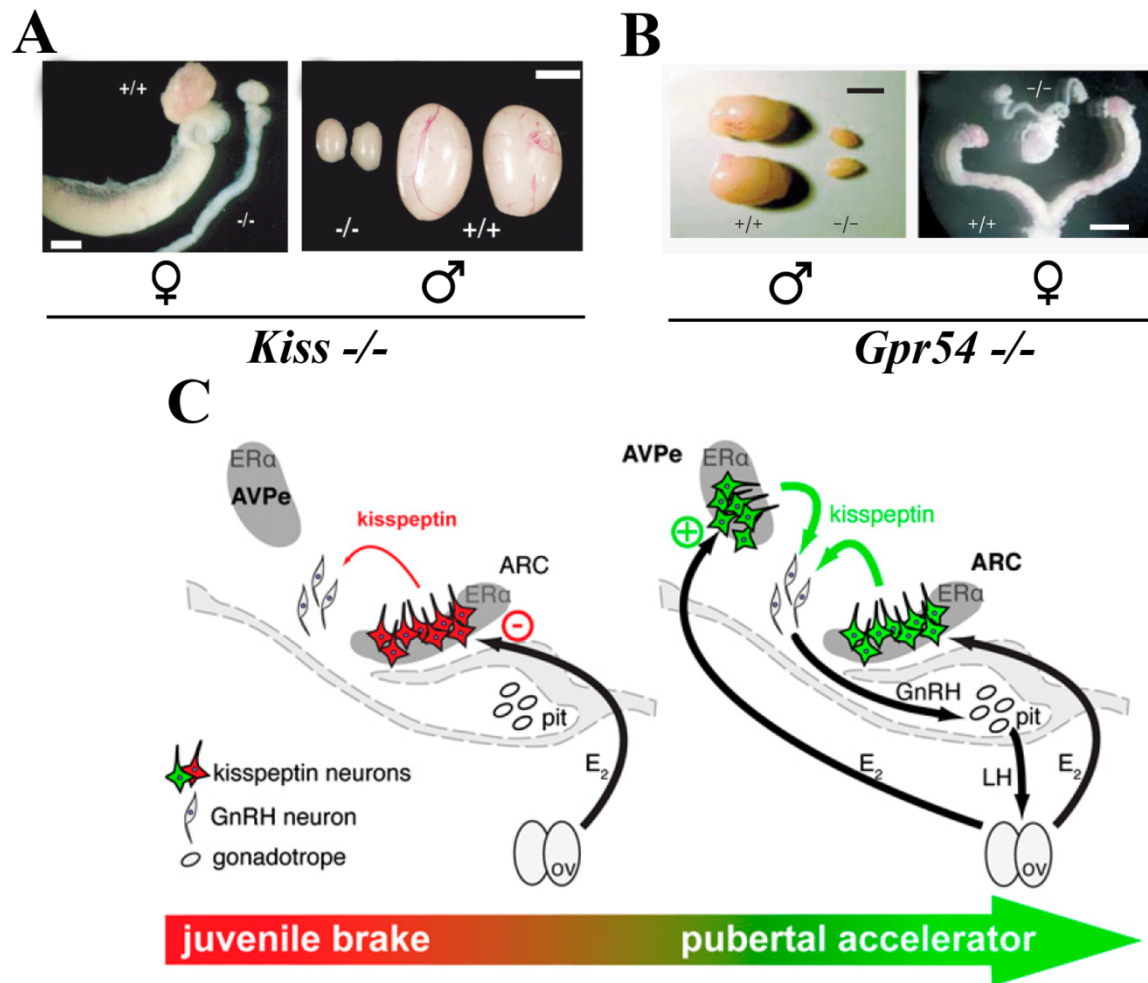 A
+/+
-/-
-/-
+/+
♀
♂
Kiss -/-
B
+/+
-/-
-/-
+/+
♂
♀
Gpr54 -/-
C
ERα
AVPe
kisspeptin
ARC
ERα
-
pit
E2
ov
kisspeptin neurons
GnRH neuron
gonadotrope
AVPe
ERα
+
kisspeptin
ARC
ERα
GnRH
pit
E2
LH
E2
ov
juvenile brake
pubertal accelerator